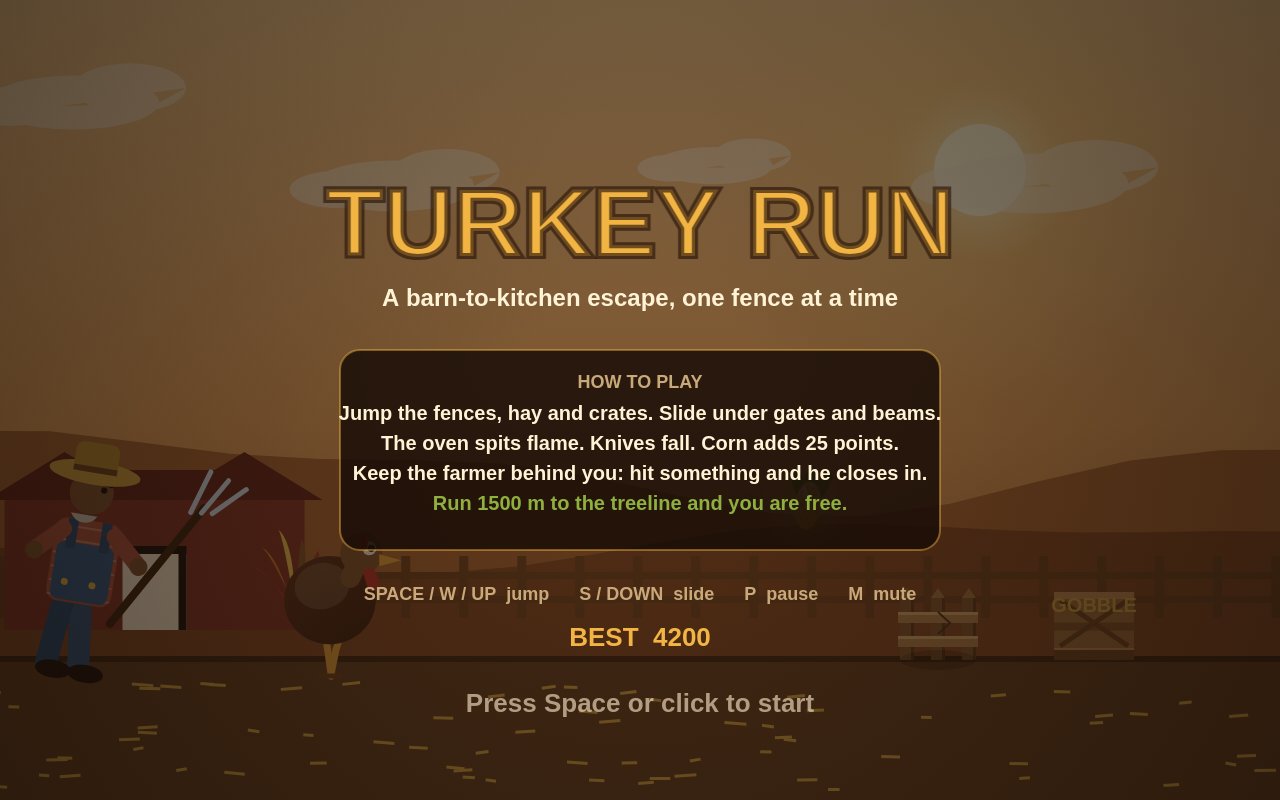 TURKEY RUN
A barn-to-kitchen escape, one fence at a time
HOW TO PLAY
Jump the fences, hay and crates. Slide under gates and beams.
The oven spits flame. Knives fall. Corn adds 25 points.
Keep the farmer behind you: hit something and he closes in.
Run 1500 m to the treeline and you are free.
SPACE / W / UP jump S / DOWN slide P pause M mute
GOBBLE
BEST 4200
Press Space or click to start